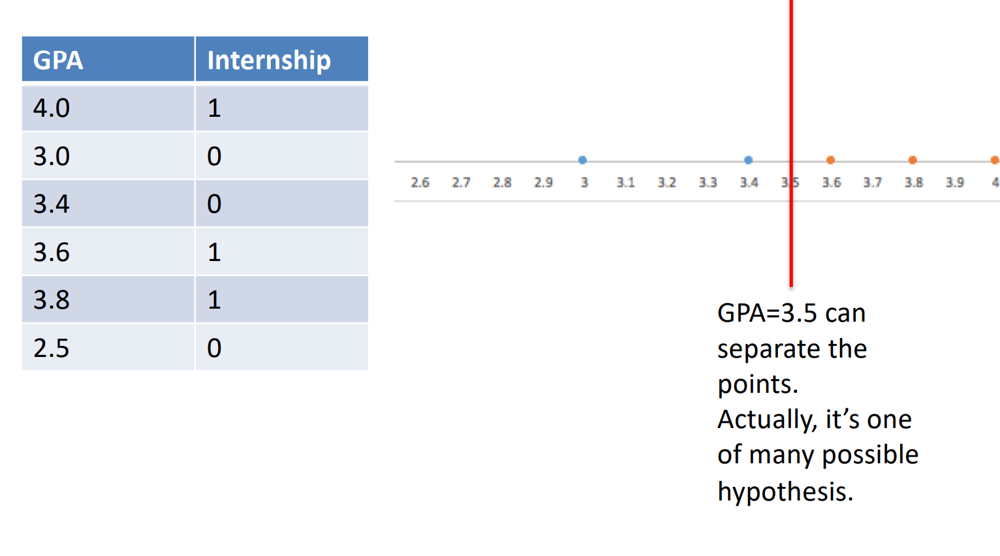 GPA Internship
4.0 1
3.0 0
3.4 0
3.6 1
3.8 1
2.5 0
2.6 2.7 2.8 2.9 3 3.1 3.2 3.3 3.4 3.5 3.6 3.7 3.8 3.9 4
GPA=3.5 can
separate the
points.
Actually, it’s one
of many possible
hypothesis.